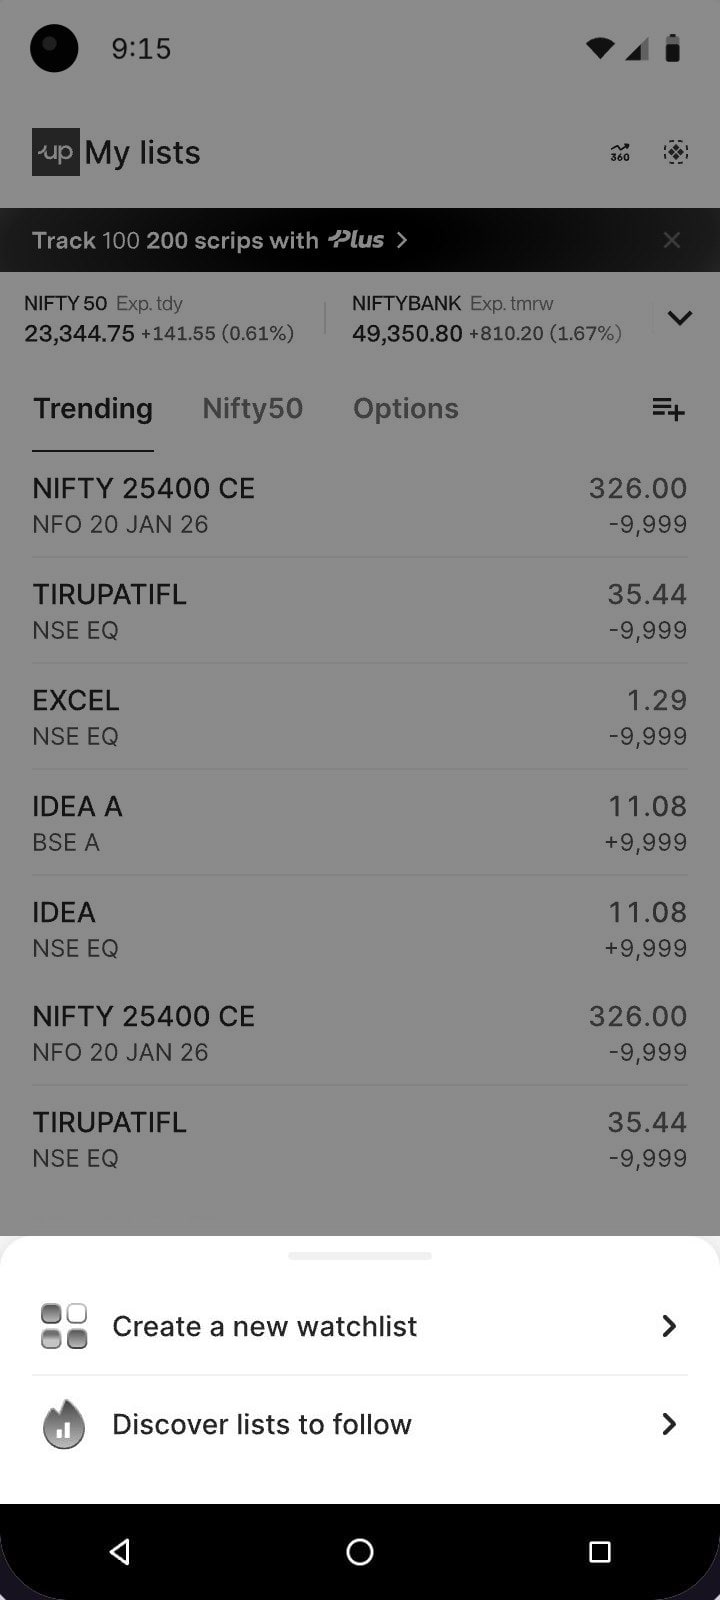 9:15
up My lists
360
Track 100 200 scrips with Plus
NIFTY 50 Exp. tdy
23,344.75 +141.55 (0.61%)
NIFTYBANK Exp. tmrw
49,350.80 +810.20 (1.67%)
Trending Nifty50 Options
NIFTY 25400 CE 326.00
NFO 20 JAN 26 -9,999
TIRUPATIFL 35.44
NSE EQ -9,999
EXCEL 1.29
NSE EQ -9,999
IDEA A 11.08
BSE A +9,999
IDEA 11.08
NSE EQ +9,999
NIFTY 25400 CE 326.00
NFO 20 JAN 26 -9,999
TIRUPATIFL 35.44
NSE EQ -9,999
Create a new watchlist
Discover lists to follow